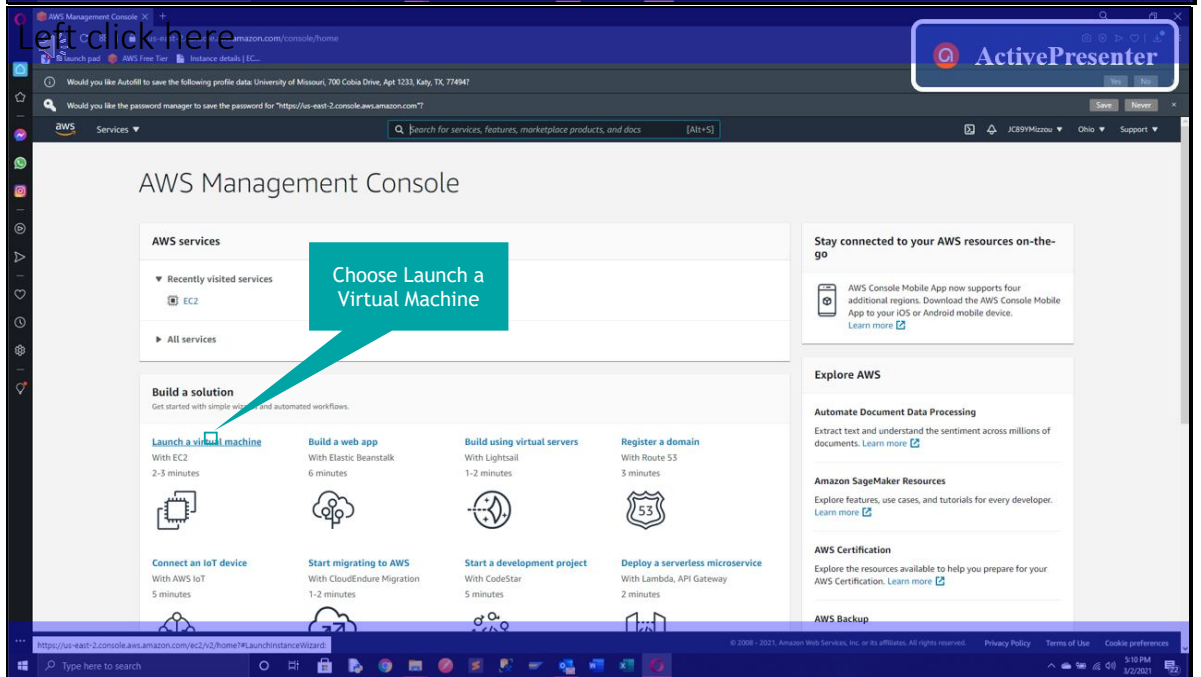 AWS Management Console
Left click here
amazon.com/console/home
launch pad AWS Free Tier Instance details | EC...
ActivePresenter
Would you like Autofill to save the following profile data: University of Missouri, 700 Cobia Drive, Apt 1233, Katy, TX, 77494?
Yes No
Would you like the password manager to save the password for "https://us-east-2.console.aws.amazon.com"?
Save Never
aws Services Search for services, features, marketplace products, and docs [Alt+S] JC89YMizzou Ohio Support
AWS Management Console
AWS services
Recently visited services
EC2
All services
Choose Launch a
Virtual Machine
Stay connected to your AWS resources on-the-
go
AWS Console Mobile App now supports four
additional regions. Download the AWS Console Mobile
App to your iOS or Android mobile device.
Learn more
Build a solution
Get started with simple wizards and automated workflows.
Launch a virtual machine
With EC2
2-3 minutes
Build a web app
With Elastic Beanstalk
6 minutes
Build using virtual servers
With Lightsail
1-2 minutes
Register a domain
With Route 53
3 minutes
53
Connect an IoT device
With AWS IoT
5 minutes
Start migrating to AWS
With CloudEndure Migration
1-2 minutes
Start a development project
With CodeStar
5 minutes
Deploy a serverless microservice
With Lambda, API Gateway
2 minutes
Explore AWS
Automate Document Data Processing
Extract text and understand the sentiment across millions of
documents. Learn more
Amazon SageMaker Resources
Explore features, use cases, and tutorials for every developer.
Learn more
AWS Certification
Explore the resources available to help you prepare for your
AWS Certification. Learn more
AWS Backup
https://us-east-2.console.aws.amazon.com/ec2/v2/home?#LaunchInstanceWizard:
© 2008 - 2021, Amazon Web Services, Inc. or its affiliates. All rights reserved. Privacy Policy Terms of Use Cookie preferences
Type here to search
5:10 PM
3/2/2021
22